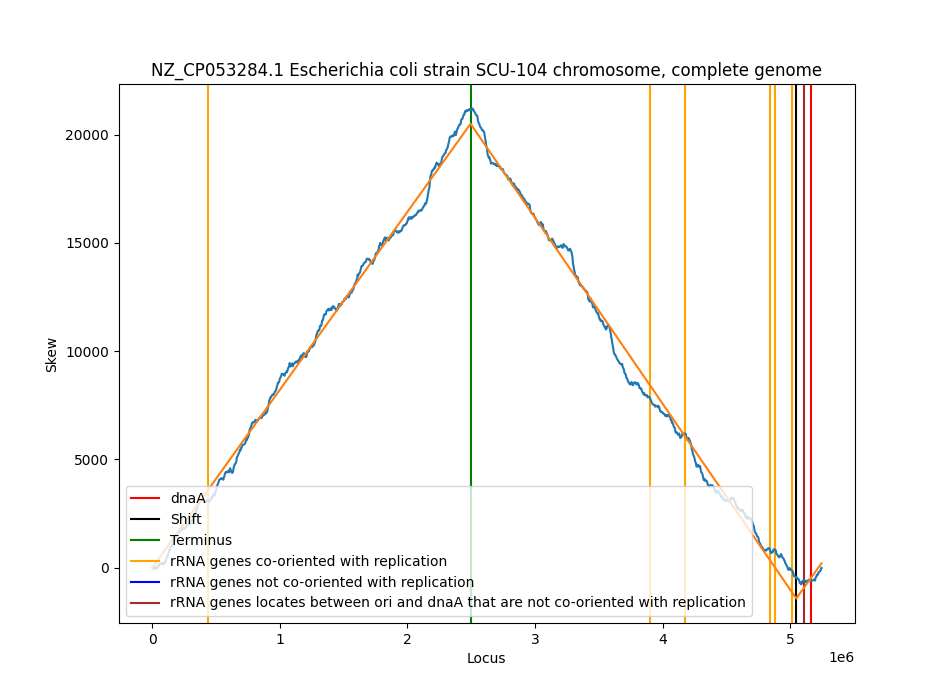 NZ_CP053284.1 Escherichia coli strain SCU-104 chromosome, complete genome
Skew
20000
15000
10000
5000
0
dnaA
Shift
Terminus
rRNA genes co-oriented with replication
rRNA genes not co-oriented with replication
rRNA genes locates between ori and dnaA that are not co-oriented with replication
0 1 2 3 4 5
1e6
Locus